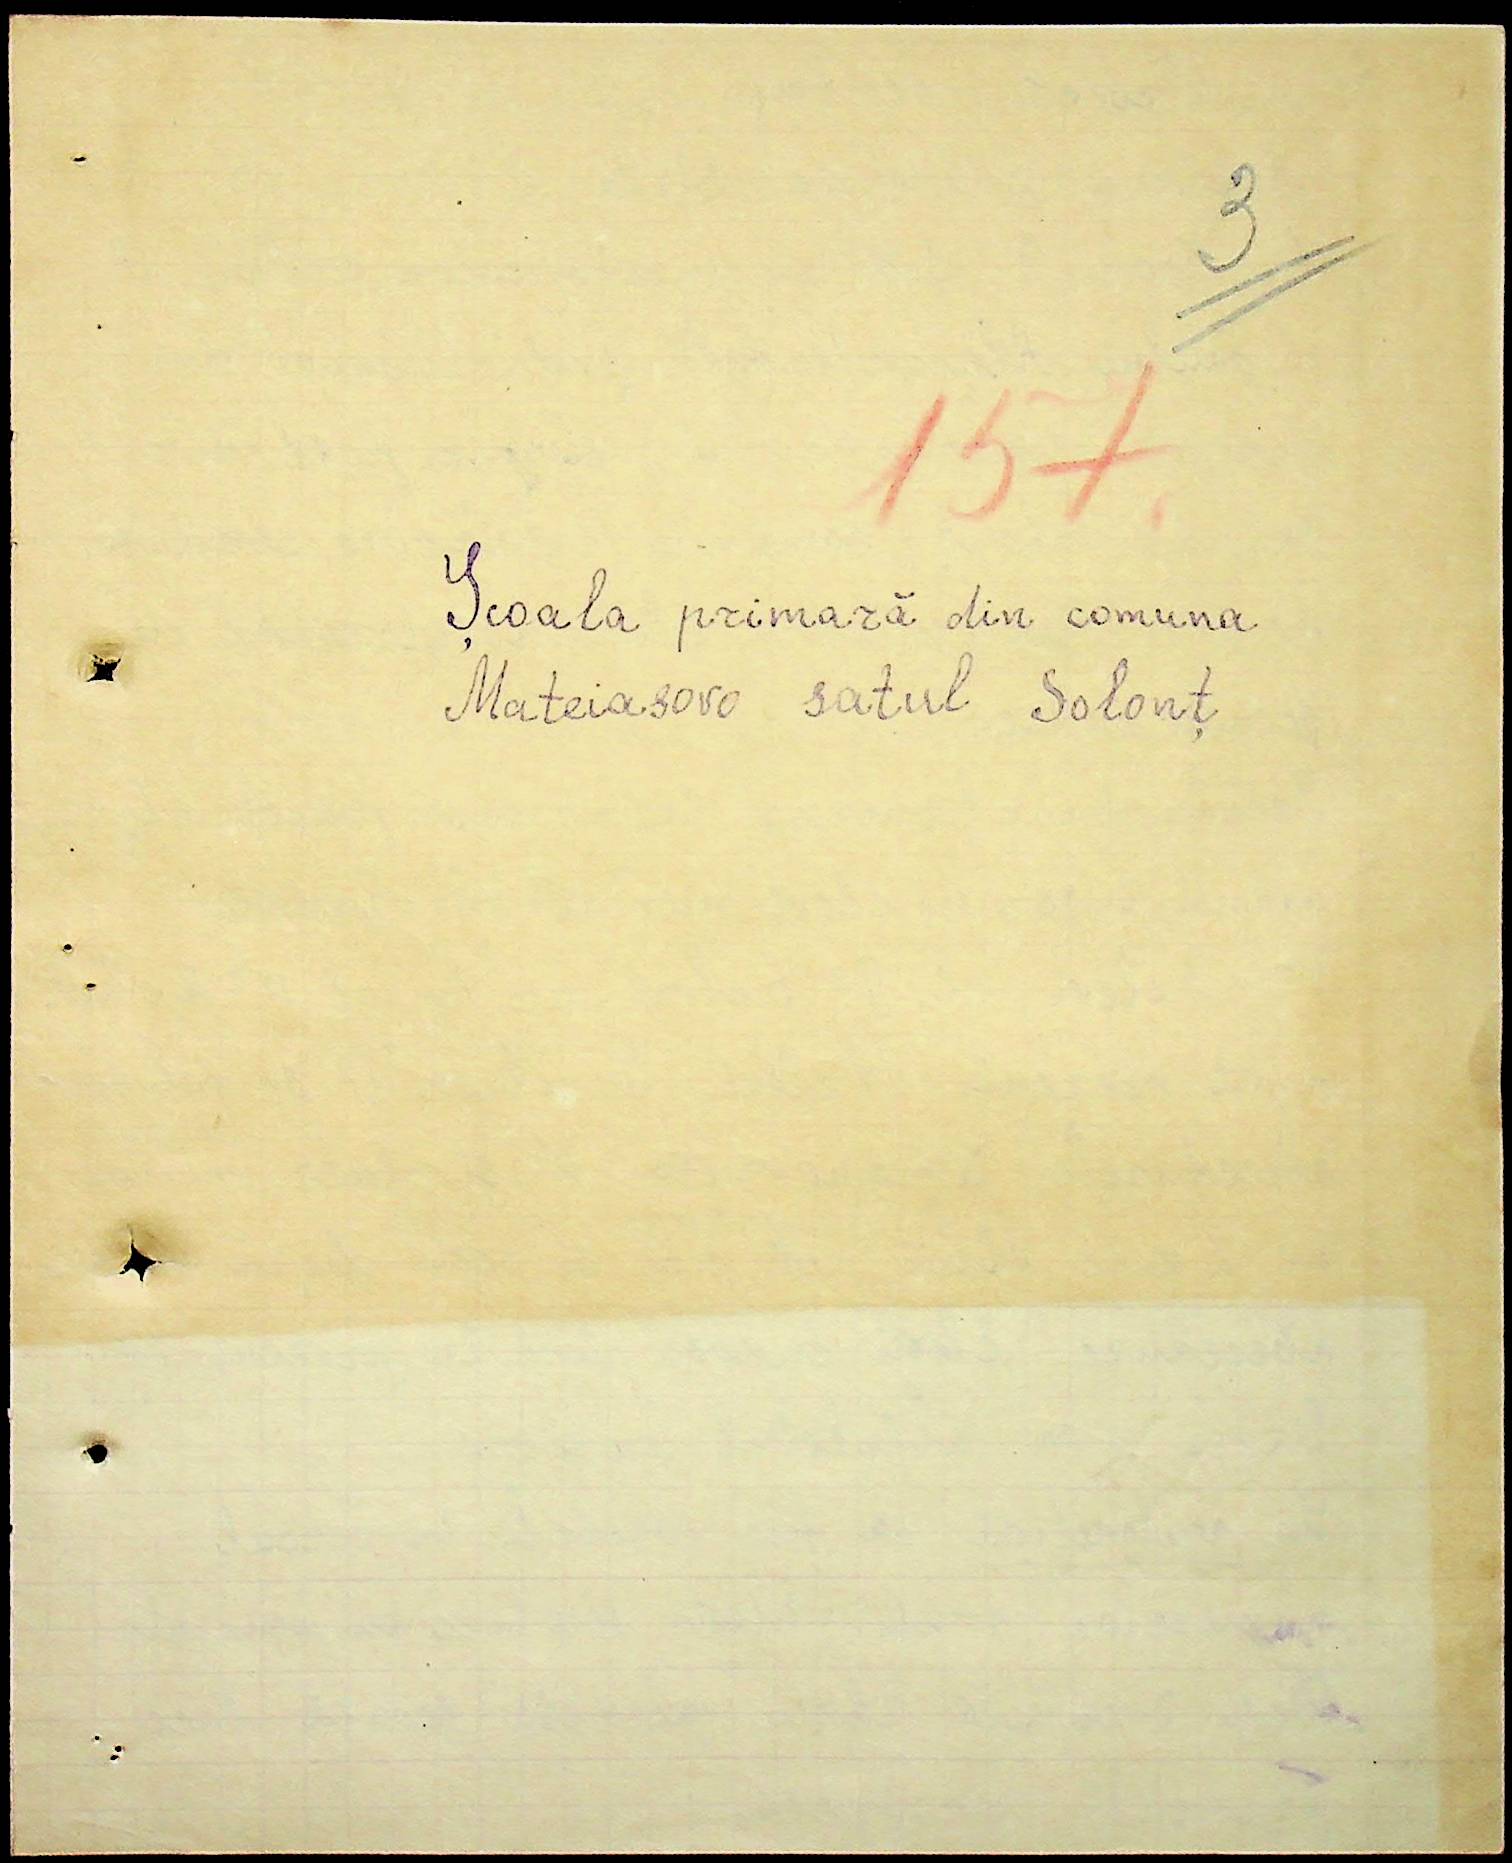 3
157.
Școala primară din comuna
Mateiasovo satul Solonț